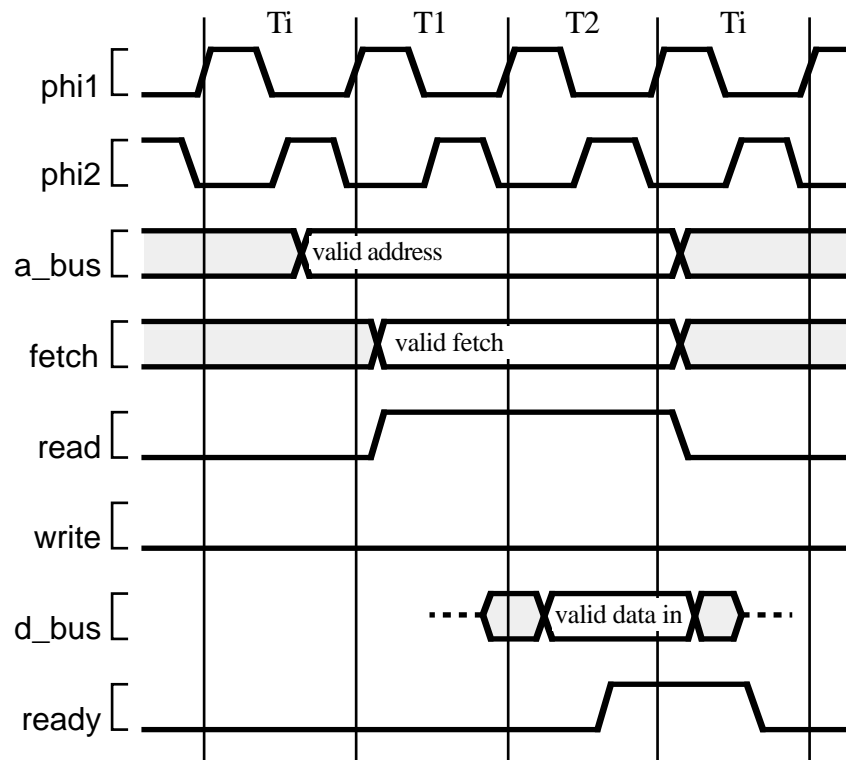 Ti T1 T2 Ti
phi1
phi2
a_bus valid address
fetch valid fetch
read
write
d_bus valid data in
ready